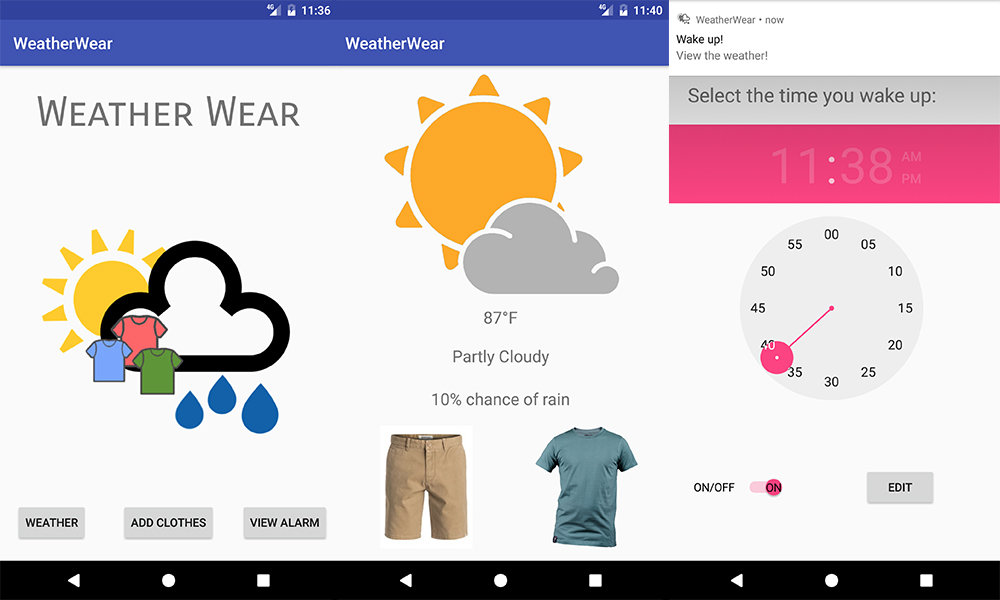 4G 11:36
WeatherWear
WEATHER WEAR
WEATHER
ADD CLOTHES
VIEW ALARM
4G 11:40
WeatherWear
87°F
Partly Cloudy
10% chance of rain
WeatherWear • now
Wake up!
View the weather!
Select the time you wake up:
11:38
AM
PM
00
05
10
15
20
25
30
35
40
45
50
55
ON/OFF
ON
EDIT